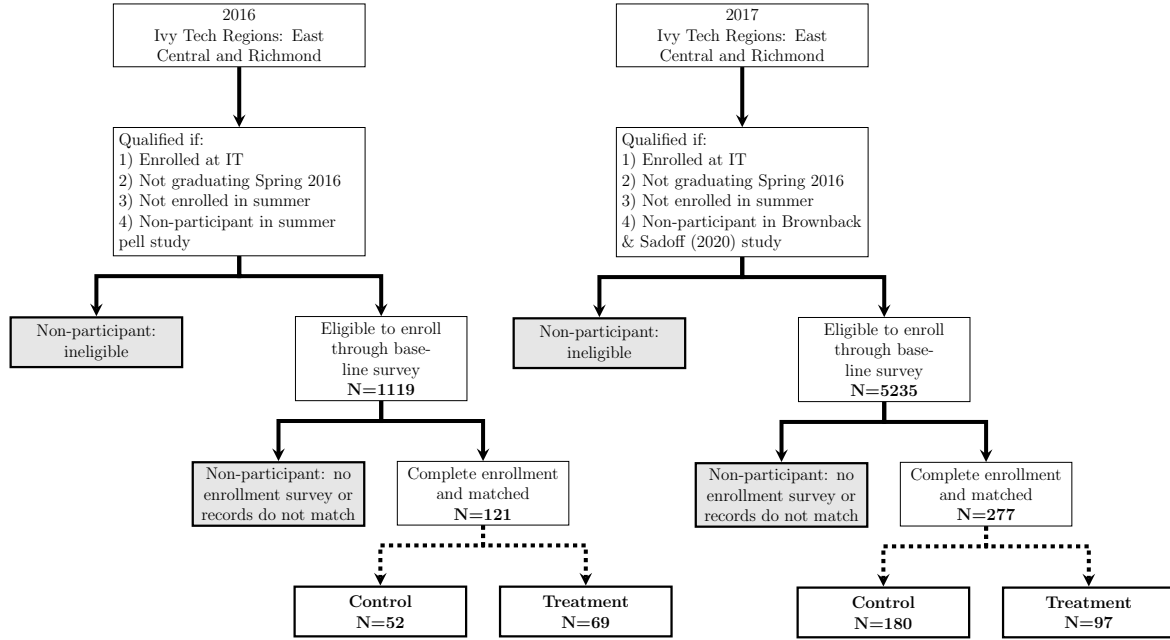 2016
Ivy Tech Regions: East
Central and Richmond
Qualified if:
1) Enrolled at IT
2) Not graduating Spring 2016
3) Not enrolled in summer
4) Non-participant in summer
pell study
Non-participant:
ineligible
Eligible to enroll
through base-
line survey
N=1119
Non-participant: no
enrollment survey or
records do not match
Complete enrollment
and matched
N=121
Control
N=52
Treatment
N=69
2017
Ivy Tech Regions: East
Central and Richmond
Qualified if:
1) Enrolled at IT
2) Not graduating Spring 2016
3) Not enrolled in summer
4) Non-participant in Brownback
& Sadoff (2020) study
Non-participant:
ineligible
Eligible to enroll
through base-
line survey
N=5235
Non-participant: no
enrollment survey or
records do not match
Complete enrollment
and matched
N=277
Control
N=180
Treatment
N=97